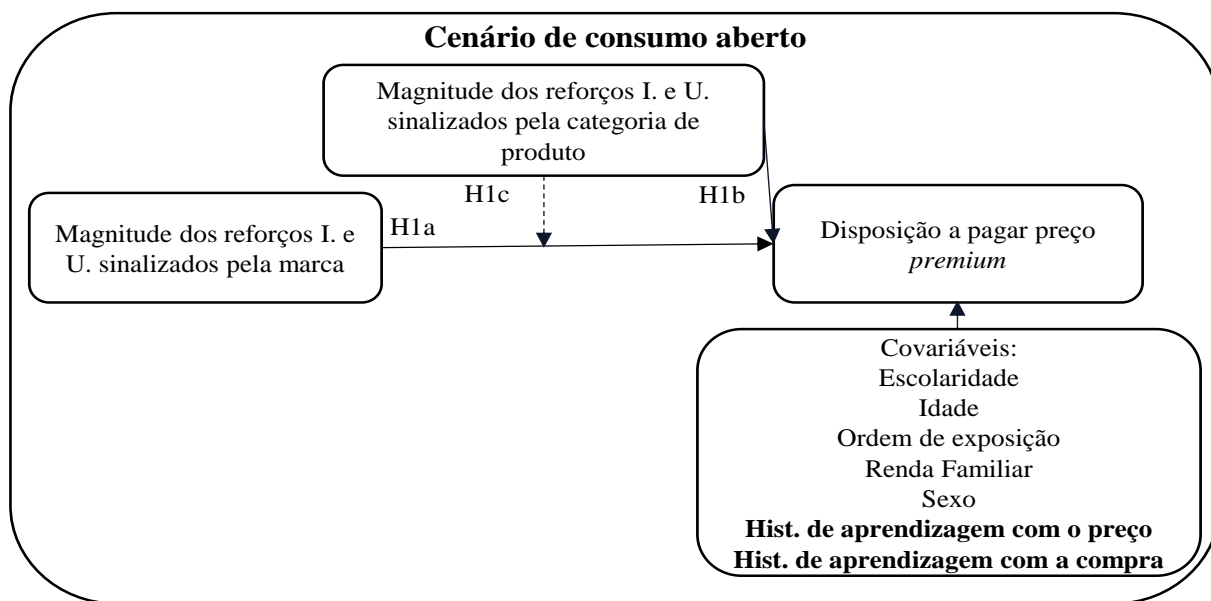 Cenário de consumo aberto
Magnitude dos reforços I. e U.
sinalizados pela categoria de
produto
H1c
H1b
Magnitude dos reforços I. e
U. sinalizados pela marca
H1a
Disposição a pagar preço
premium
Covariáveis:
Escolaridade
Idade
Ordem de exposição
Renda Familiar
Sexo
Hist. de aprendizagem com o preço
Hist. de aprendizagem com a compra